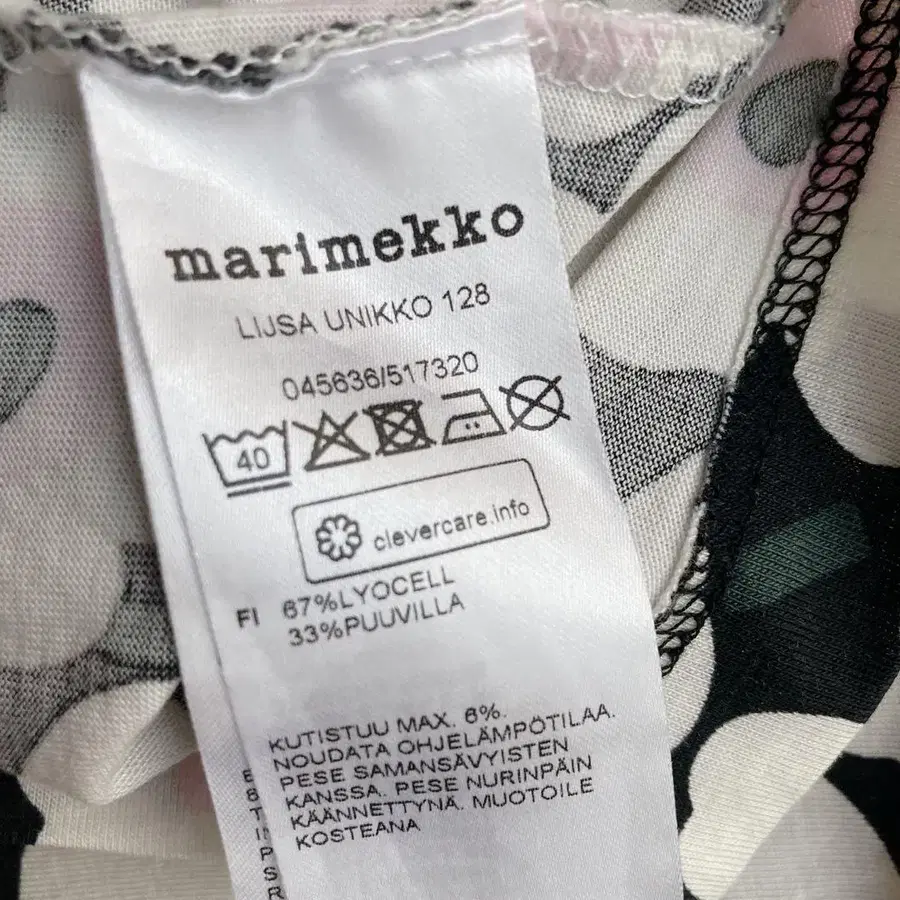 marimekko
LIJSA UNIKKO 128
045636/517320
40
clevercare.info
FI 67%LYOCELL
33%PUUVILLA
KUTISTUU MAX. 6%.
NOUDATA OHJELÄMPÖTILAA.
PESE SAMANSÄVYISTEN
KANSSA. PESE NURINPÄIN
KÄÄNNETTYNÄ. MUOTOILE
KOSTEANA